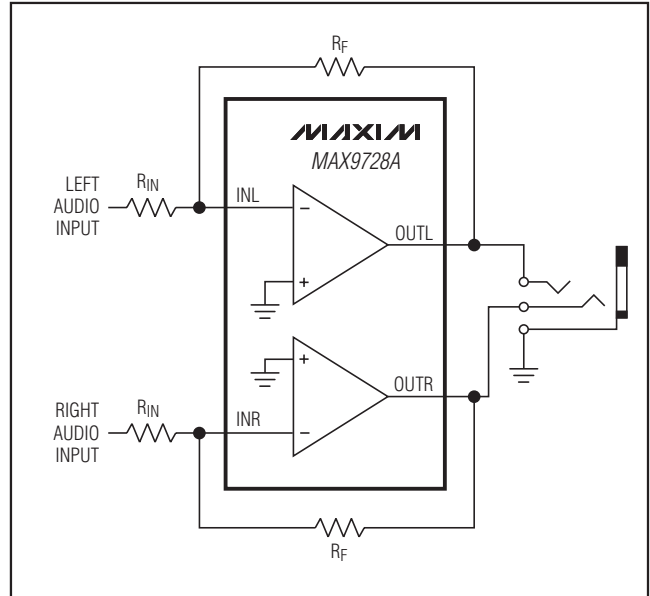 RF
MAXIM
MAX9728A
LEFT
AUDIO
INPUT
RIN
INL
−
+
OUTL
RIGHT
AUDIO
INPUT
RIN
INR
+
−
OUTR
RF